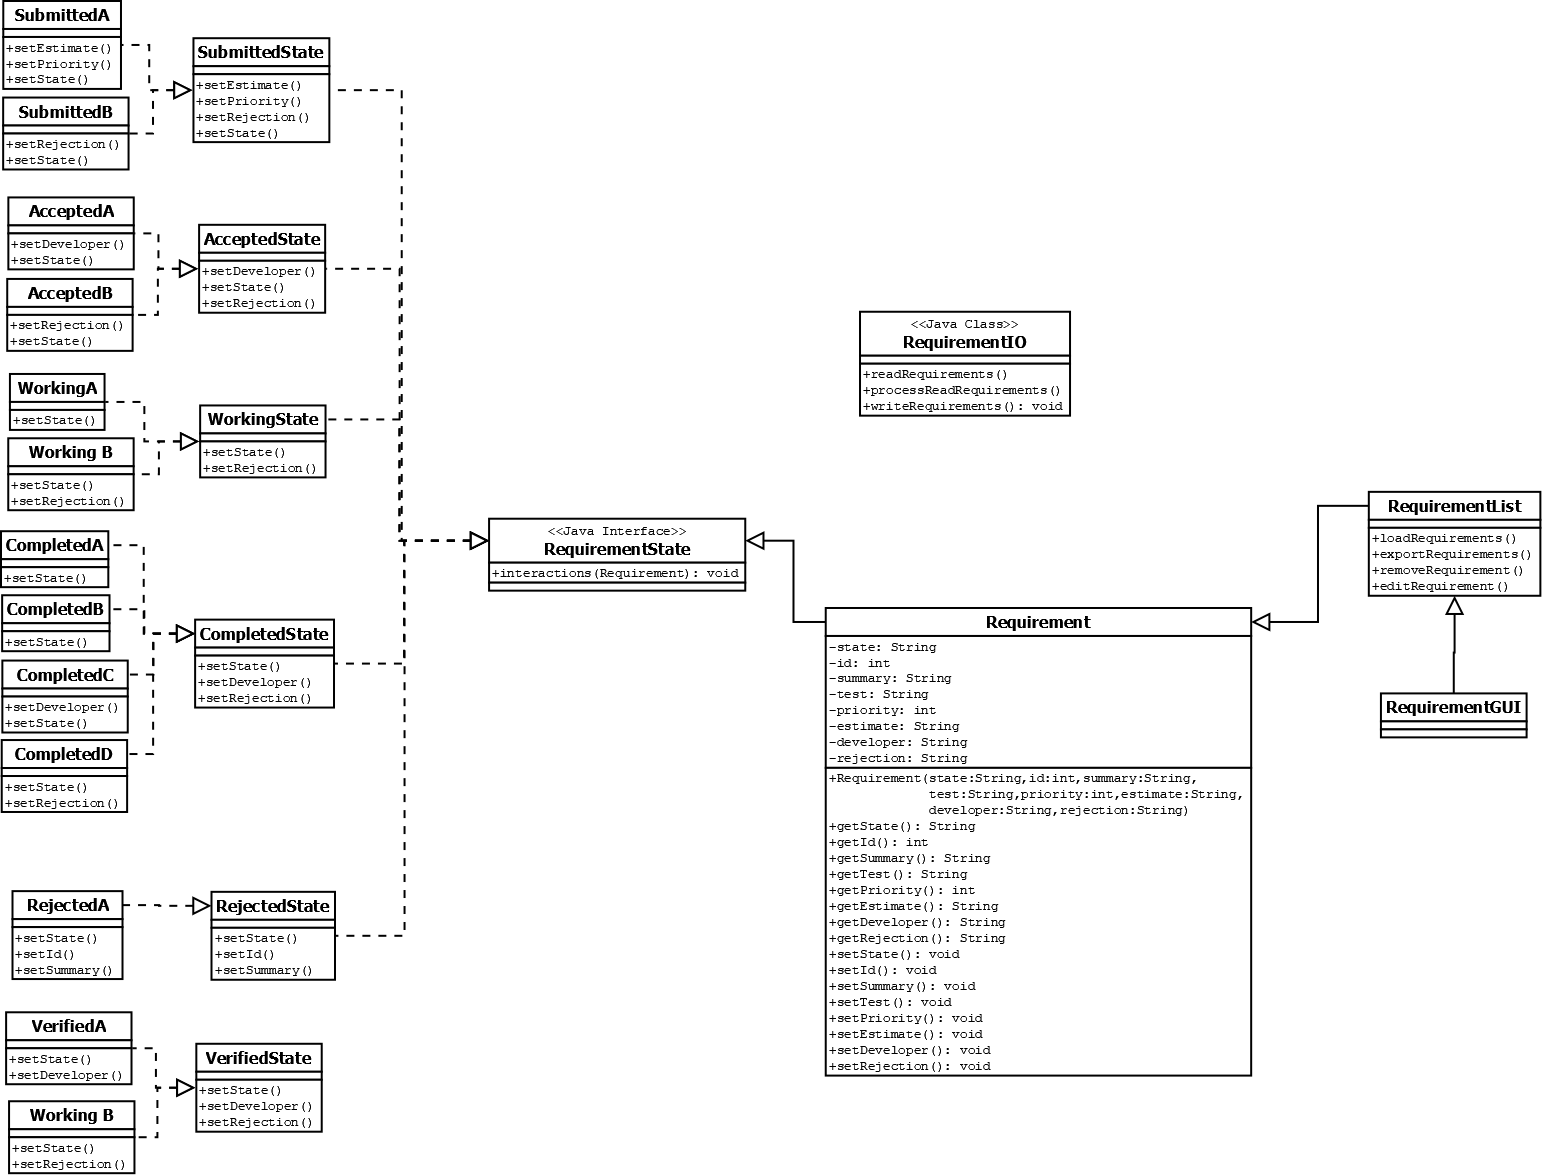 SubmittedA
+setEstimate()
+setPriority()
+setState()
SubmittedB
+setRejection()
+setState()
SubmittedState
+setEstimate()
+setPriority()
+setRejection()
+setState()
AcceptedA
+setDeveloper()
+setState()
AcceptedB
+setRejection()
+setState()
AcceptedState
+setDeveloper()
+setState()
+setRejection()
WorkingA
+setState()
Working B
+setState()
+setRejection()
WorkingState
+setState()
+setRejection()
CompletedA
+setState()
CompletedB
+setState()
CompletedC
+setDeveloper()
+setState()
CompletedD
+setState()
+setRejection()
CompletedState
+setState()
+setDeveloper()
+setRejection()
RejectedA
+setState()
+setId()
+setSummary()
RejectedState
+setState()
+setId()
+setSummary()
VerifiedA
+setState()
+setDeveloper()
Working B
+setState()
+setRejection()
VerifiedState
+setState()
+setDeveloper()
+setRejection()
<<Java Interface>>
RequirementState
+interactions(Requirement): void
<<Java Class>>
RequirementIO
+readRequirements()
+processReadRequirements()
+writeRequirements(): void
Requirement
-state: String
-id: int
-summary: String
-test: String
-priority: int
-estimate: String
-developer: String
-rejection: String
+Requirement(state:String,id:int,summary:String,
test:String,priority:int,estimate:String,
developer:String,rejection:String)
+getState(): String
+getId(): int
+getSummary(): String
+getTest(): String
+getPriority(): int
+getEstimate(): String
+getDeveloper(): String
+getRejection(): String
+setState(): void
+setId(): void
+setSummary(): void
+setTest(): void
+setPriority(): void
+setEstimate(): void
+setDeveloper(): void
+setRejection(): void
RequirementList
+loadRequirements()
+exportRequirements()
+removeRequirement()
+editRequirement()
RequirementGUI